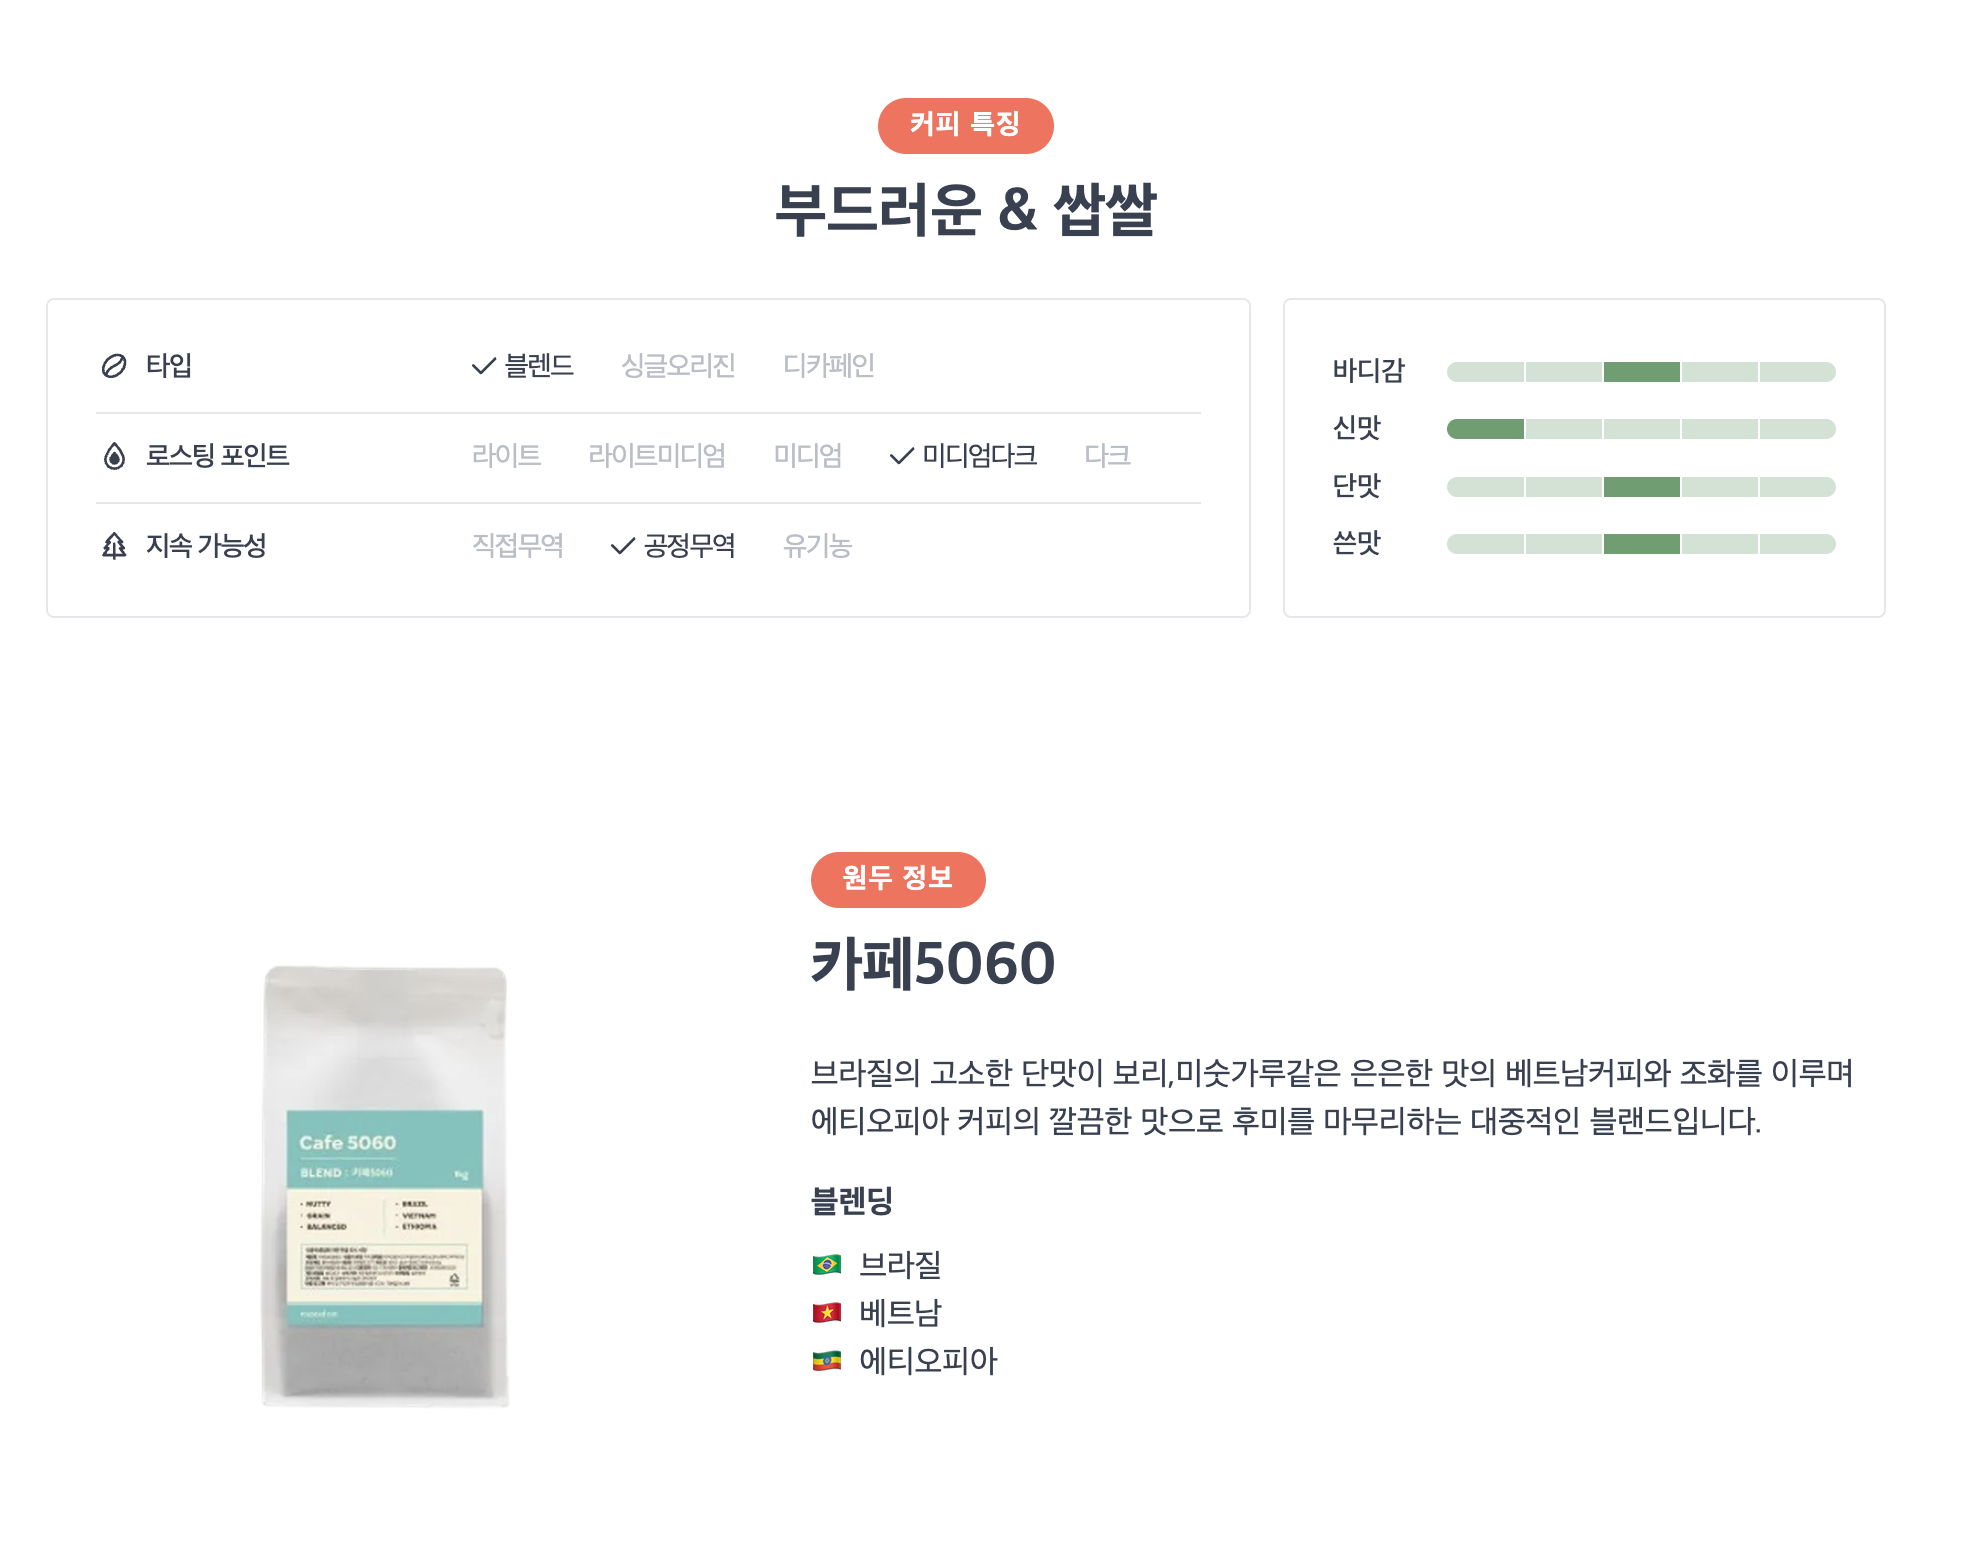 커피 특징
부드러운 & 쌉쌀
타입 블렌드 싱글오리진 디카페인
로스팅 포인트 라이트 라이트미디엄 미디엄 미디엄다크 다크
지속 가능성 직접무역 공정무역 유기농
바디감
신맛
단맛
쓴맛
원두 정보
카페5060
브라질의 고소한 단맛이 보리,미숫가루같은 은은한 맛의 베트남커피와 조화를 이루며
에티오피아 커피의 깔끔한 맛으로 후미를 마무리하는 대중적인 블랜드입니다.
블렌딩
브라질
베트남
에티오피아
Cafe 5060
BLEND : 카페5060 1kg
• NUTTY • BRAZIL
• GRAIN • VIETNAM
• BALANCED • ETHIOPIA